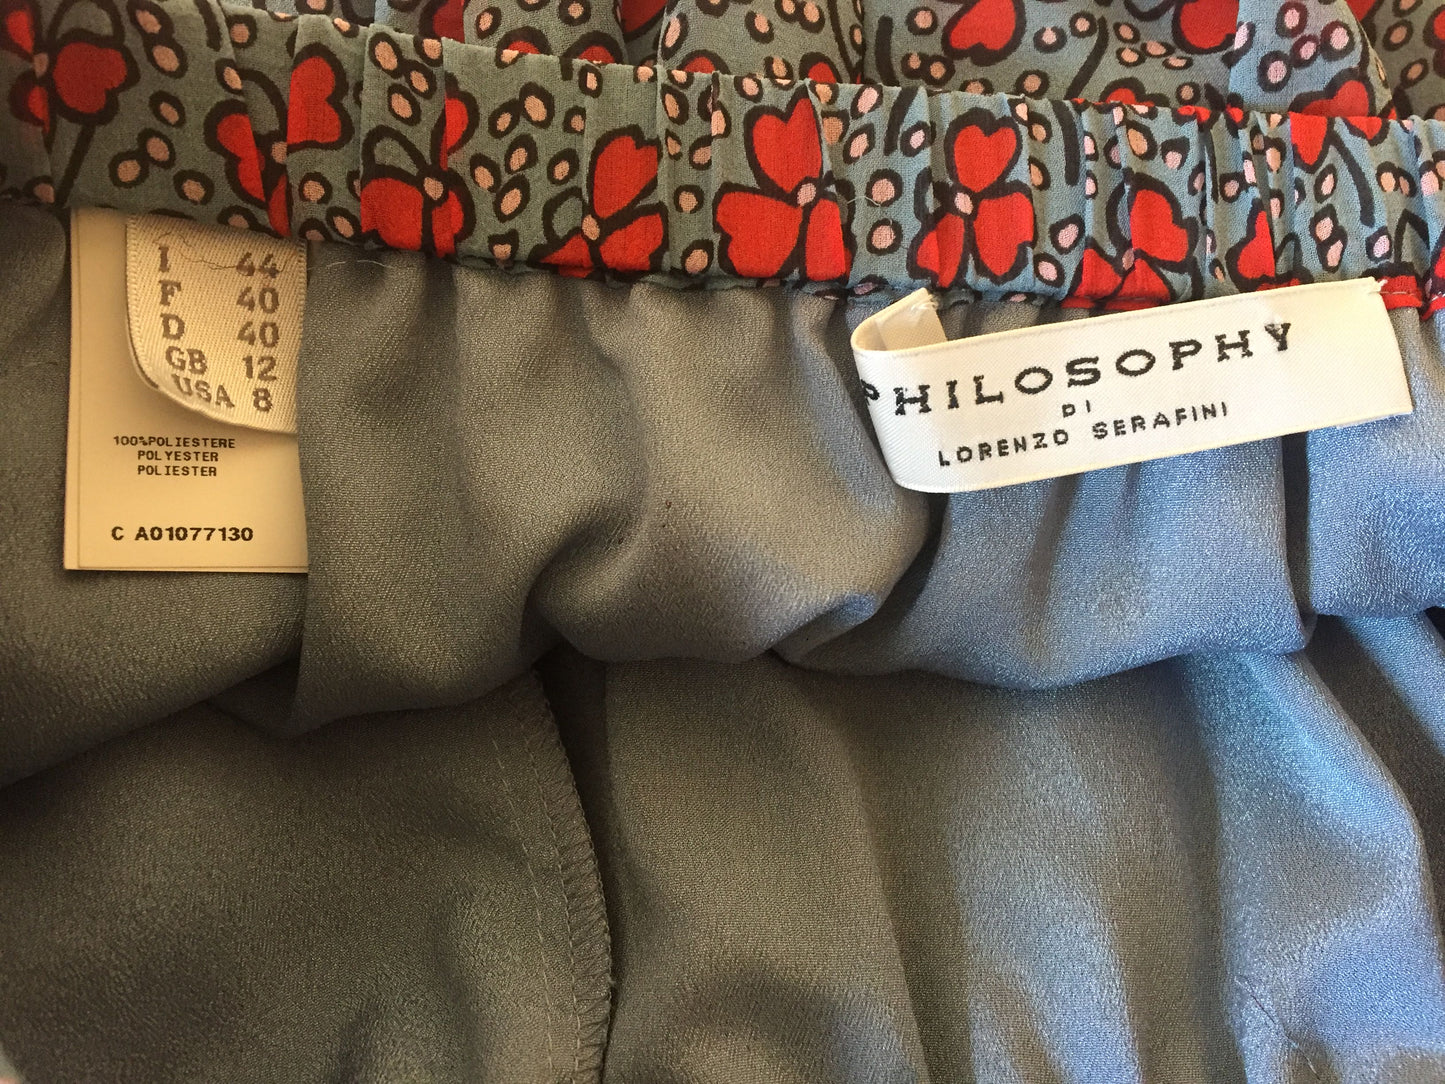 I 44
F 40
D 40
GB 12
USA 8
100%POLIESTERE
POLYESTER
POLIESTER
C A01077130
PHILOSOPHY
DI
LORENZO SERAFINI